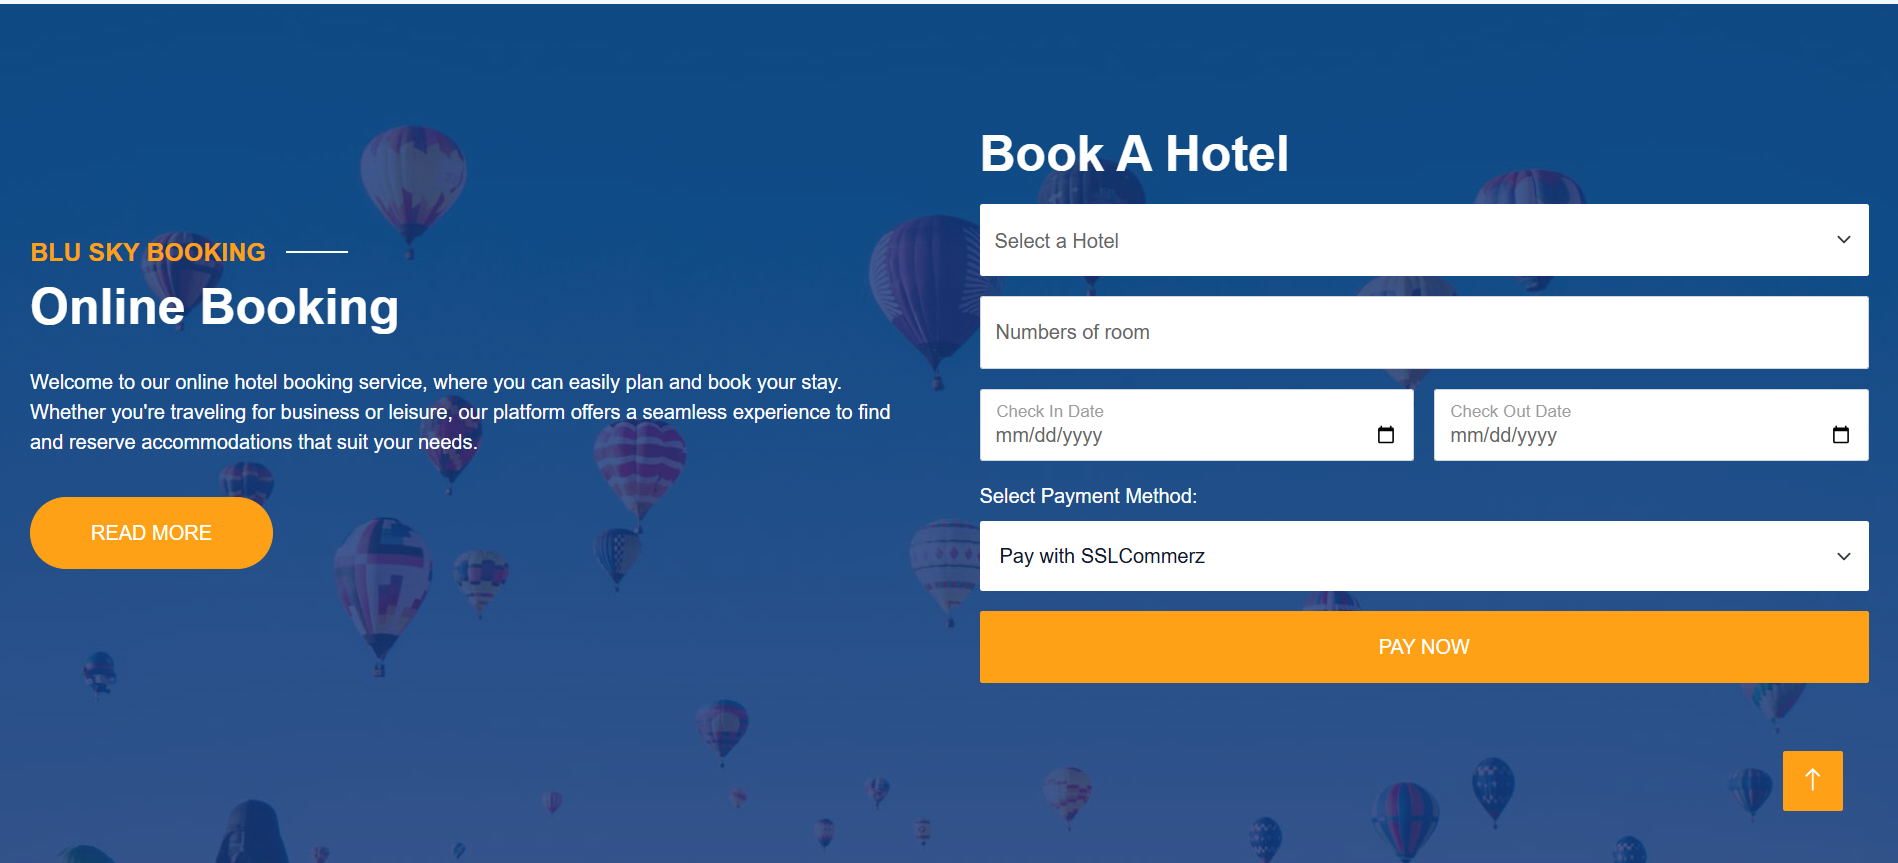 BLU SKY BOOKING
Online Booking
Welcome to our online hotel booking service, where you can easily plan and book your stay.
Whether you're traveling for business or leisure, our platform offers a seamless experience to find
and reserve accommodations that suit your needs.
READ MORE
Book A Hotel
Select a Hotel
Numbers of room
Check In Date
mm/dd/yyyy
Check Out Date
mm/dd/yyyy
Select Payment Method:
Pay with SSLCommerz
PAY NOW